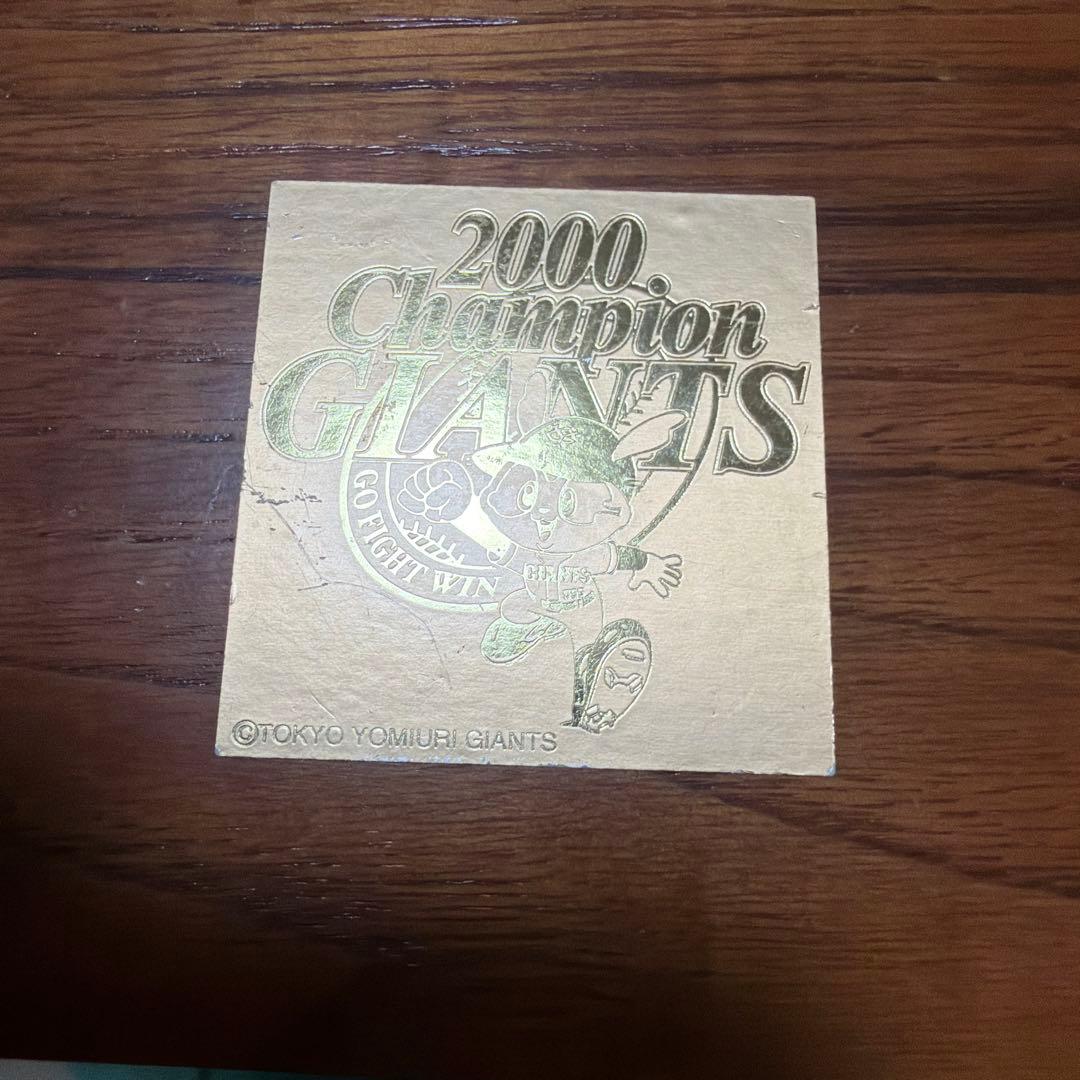 2000
Champion
GIANTS
GO FIGHT WIN
GIANTS
©TOKYO YOMIURI GIANTS